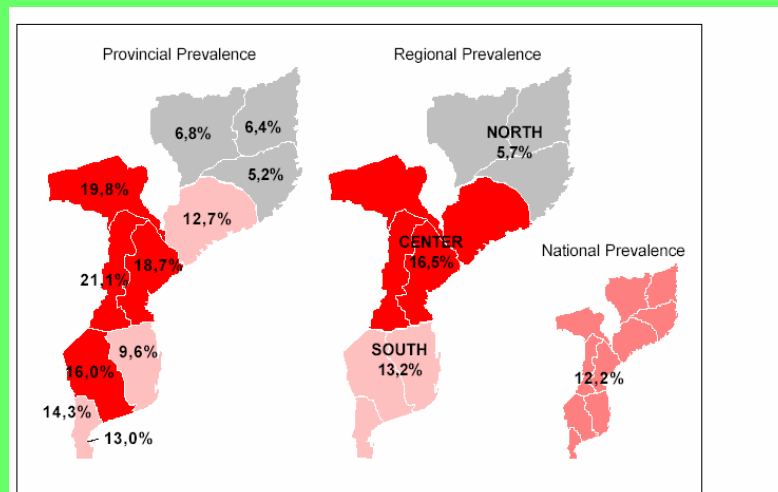 Provincial Prevalence
6,8%
6,4%
5,2%
19,8%
12,7%
18,7%
21,1%
9,6%
16,0%
14,3%
13,0%
Regional Prevalence
NORTH
5,7%
CENTER
16,5%
SOUTH
13,2%
National Prevalence
12,2%